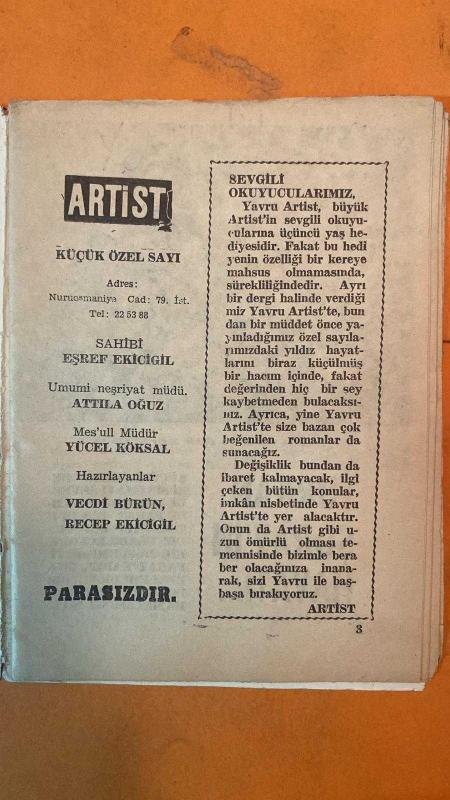 ARTİST
KÜÇÜK ÖZEL SAYI
Adres:
Nuruosmaniye Cad: 79. İst.
Tel: 22 53 88
SAHİBİ
EŞREF EKİCİGİL
Umumi neşriyat müdü.
ATTILA OĞUZ
Mes'ull Müdür
YÜCEL KÖKSAL
Hazırlayanlar
VECDİ BÜRÜN,
RECEP EKİCİGİL
PARASIZDIR.
SEVGİLİ
OKUYUCULARIMIZ,
Yavru Artist, büyük
Artist'in sevgili okuyu-
cularına üçüncü yaş he-
diyesidir. Fakat bu hedi
yenin özelliği bir kereye
mahsus olmamasında,
sürekliliğindedir. Ayrı
bir dergi halinde verdiği
miz Yavru Artist'te, bun
dan bir müddet önce ya-
yınladığımız özel sayıla-
rımızdaki yıldız hayat-
larını biraz küçülmüş
bir hacım içinde, fakat
değerinden hiç bir sey
kaybetmeden bulacaksı-
nız. Ayrıca, yine Yavru
Artist'te size bazan çok
beğenilen romanlar da
sunacağız.
Değişiklik bundan da
ibaret kalmayacak, ilgi
çeken bütün konular,
imkân nisbetinde Yavru
Artist'te yer alacaktır.
Onun da Artist gibi u-
zun ömürlü olması te-
mennisinde bizimle bera
ber olacağınıza inana-
rak, sizi Yavru ile baş-
başa bırakıyoruz.
ARTİST
3